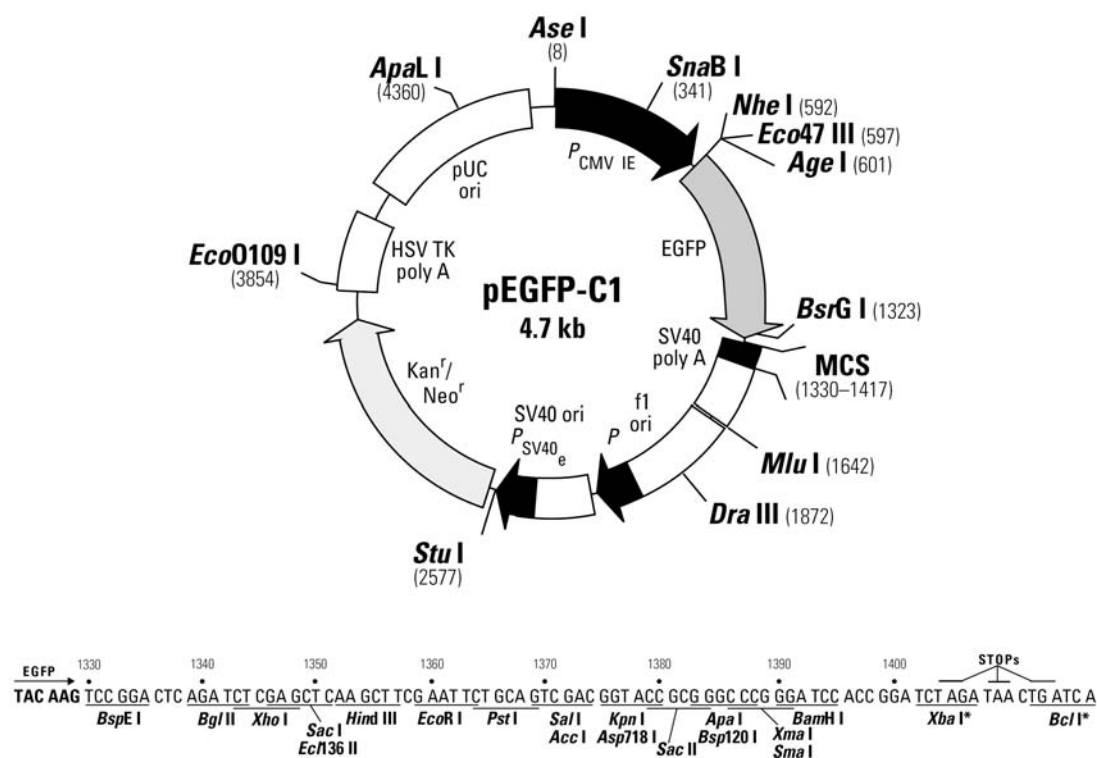 Ase I
(8)
ApaL I
(4360)
SnaB I
(341)
Nhe I (592)
Eco47 III (597)
Age I (601)
P CMV IE
pUC
ori
EGFP
HSV TK
poly A
EcoO109 I
(3854)
pEGFP-C1
4.7 kb
BsrG I (1323)
SV40
poly A
MCS
(1330–1417)
Kanr/
Neor
f1
ori
SV40 ori
P SV40e
P
Mlu I (1642)
Dra III (1872)
Stu I
(2577)
EGFP
1330 1340 1350 1360 1370 1380 1390 1400
STOPs
TAC AAG TCC GGA CTC AGA TCT CGA GCT CAA GCT TCG AAT TCT GCA GTC GAC GGT ACC GCG GGC CCG GGA TCC ACC GGA TCT AGA TAA CTG ATC A
BspE I Bgl II Xho I HindIII EcoR I Pst I Sal I Kpn I Apa I BamH I Xba I* Bcl I*
Sac I Acc I Asp718 I Bsp120 I Xma I
Ecl136 II Sac II Sma I